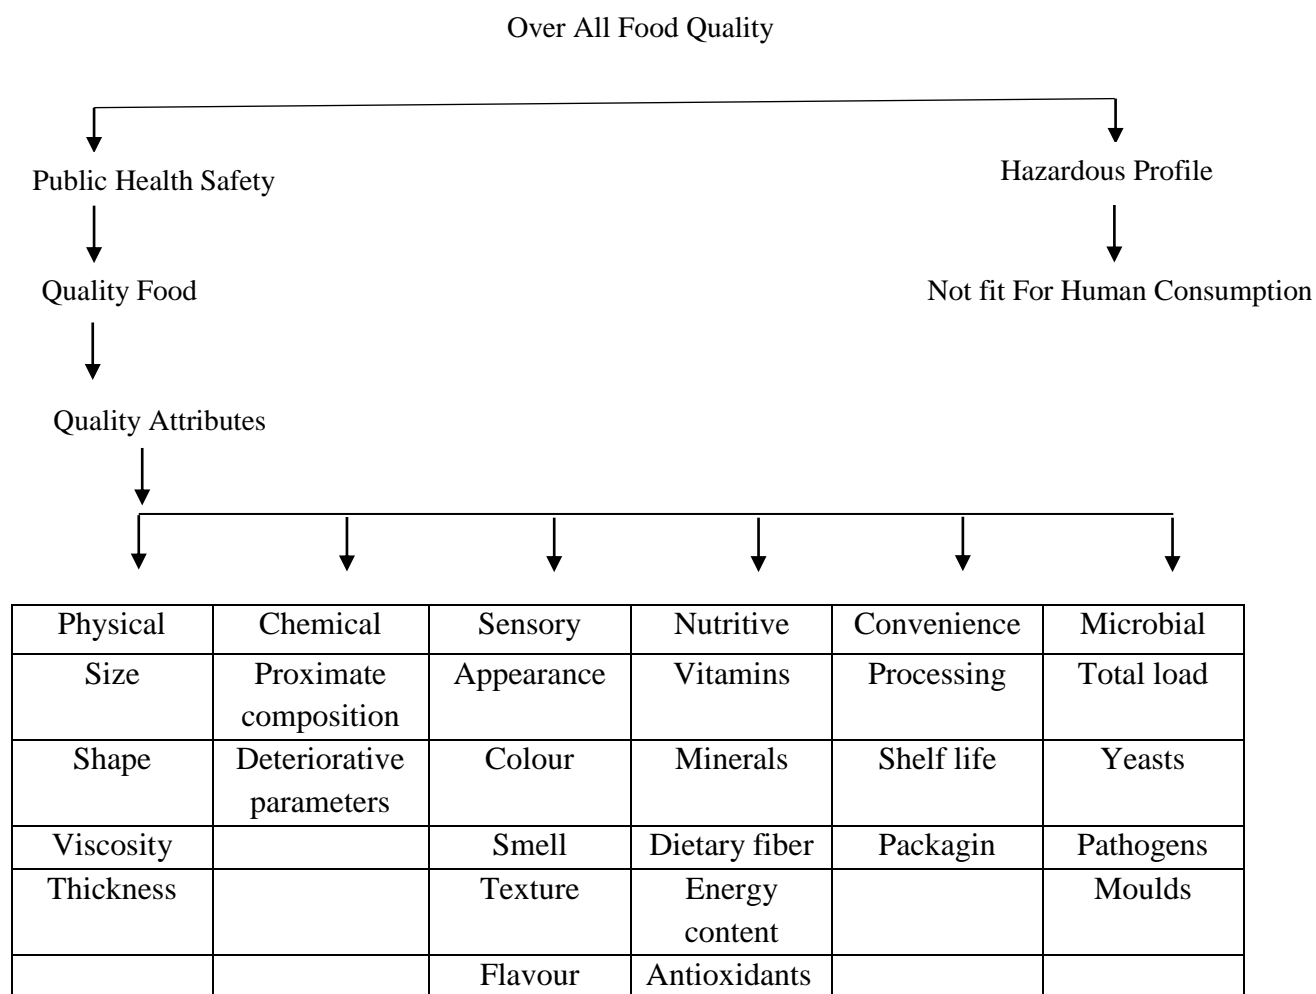 Over All Food Quality
Public Health Safety
Hazardous Profile
Quality Food
Not fit For Human Consumption
Quality Attributes
Physical Chemical Sensory Nutritive Convenience Microbial
Size Proximate Appearance Vitamins Processing Total load
composition
Shape Deteriorative Colour Minerals Shelf life Yeasts
parameters
Viscosity Smell Dietary fiber Packagin Pathogens
Thickness Texture Energy Moulds
content
Flavour Antioxidants